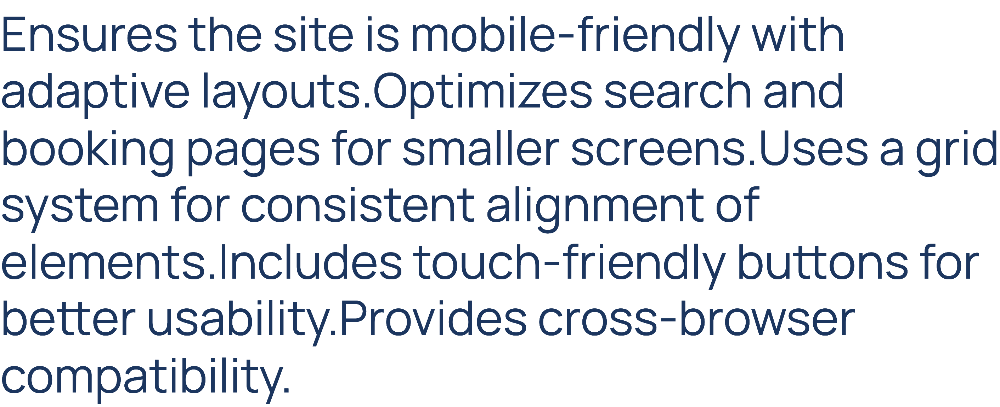 Ensures the site is mobile-friendly with
adaptive layouts.Optimizes search and
booking pages for smaller screens.Uses a grid
system for consistent alignment of
elements.Includes touch-friendly buttons for
better usability.Provides cross-browser
compatibility.